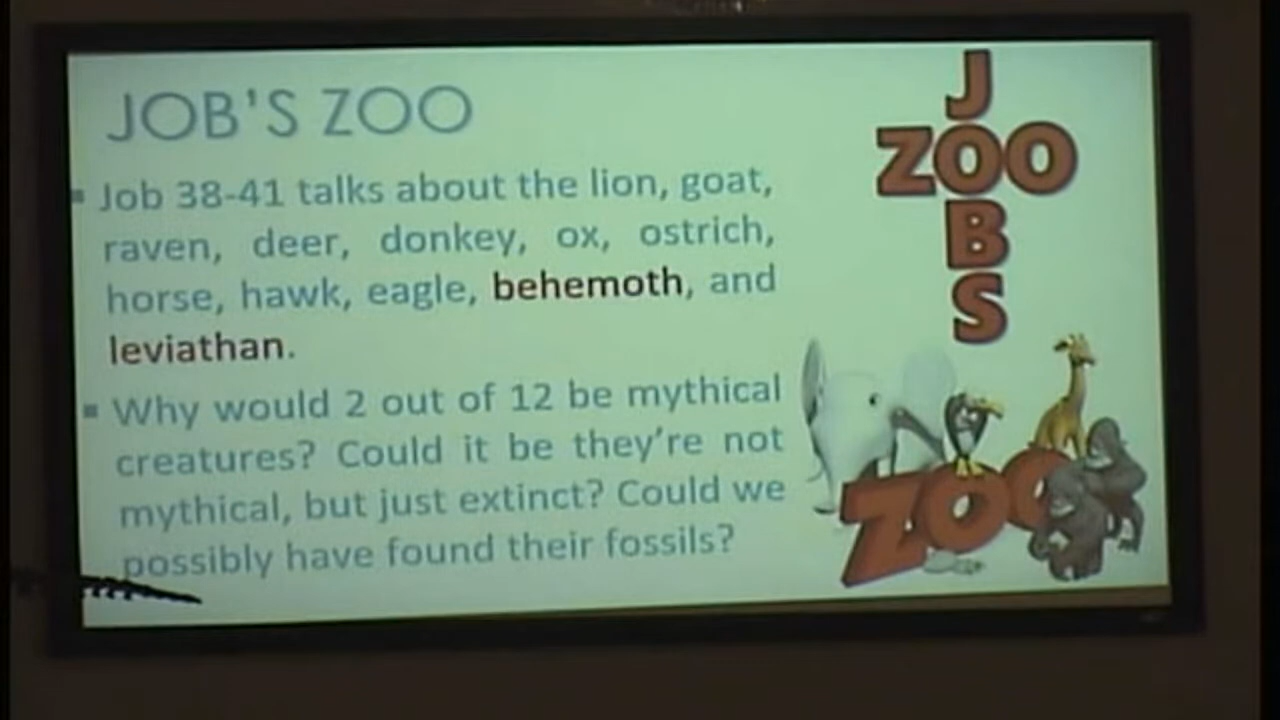 JOB'S ZOO
Job 38-41 talks about the lion, goat,
raven, deer, donkey, ox, ostrich,
horse, hawk, eagle, behemoth, and
leviathan.
Why would 2 out of 12 be mythical
creatures? Could it be they're not
mythical, but just extinct? Could we
possibly have found their fossils?
J
ZOO
B
S
ZOO